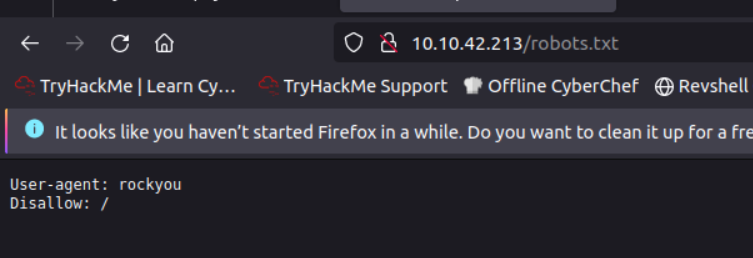 10.10.42.213/robots.txt
TryHackMe | Learn Cy... TryHackMe Support Offline CyberChef Revshell
It looks like you haven't started Firefox in a while. Do you want to clean it up for a fre
User-agent: rockyou
Disallow: /